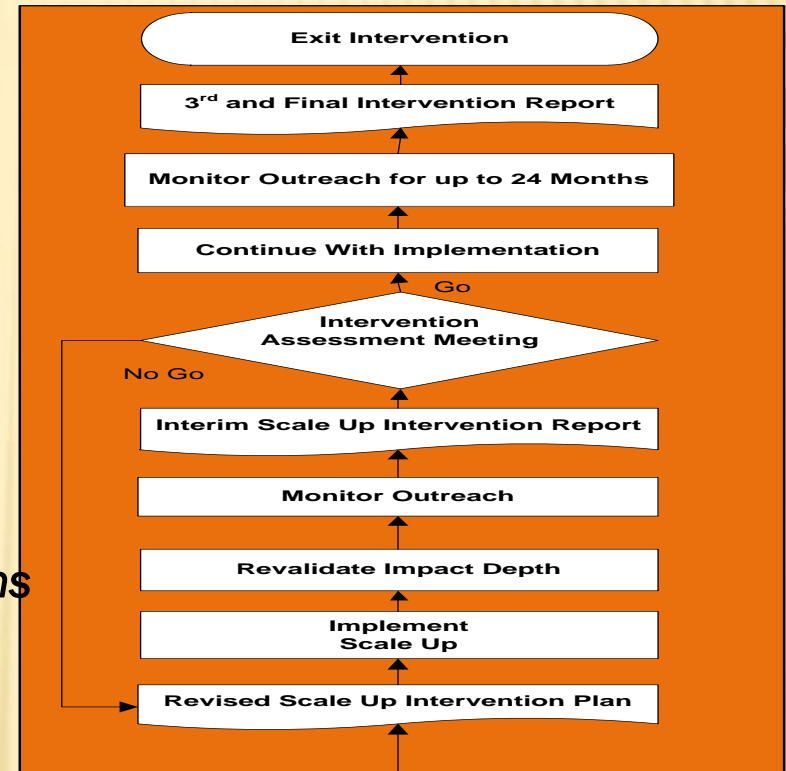 Exit Intervention
3rd and Final Intervention Report
Monitor Outreach for up to 24 Months
Continue With Implementation
Go
Intervention
Assessment Meeting
No Go
Interim Scale Up Intervention Report
Monitor Outreach
Revalidate Impact Depth
ns
Implement
Scale Up
Revised Scale Up Intervention Plan